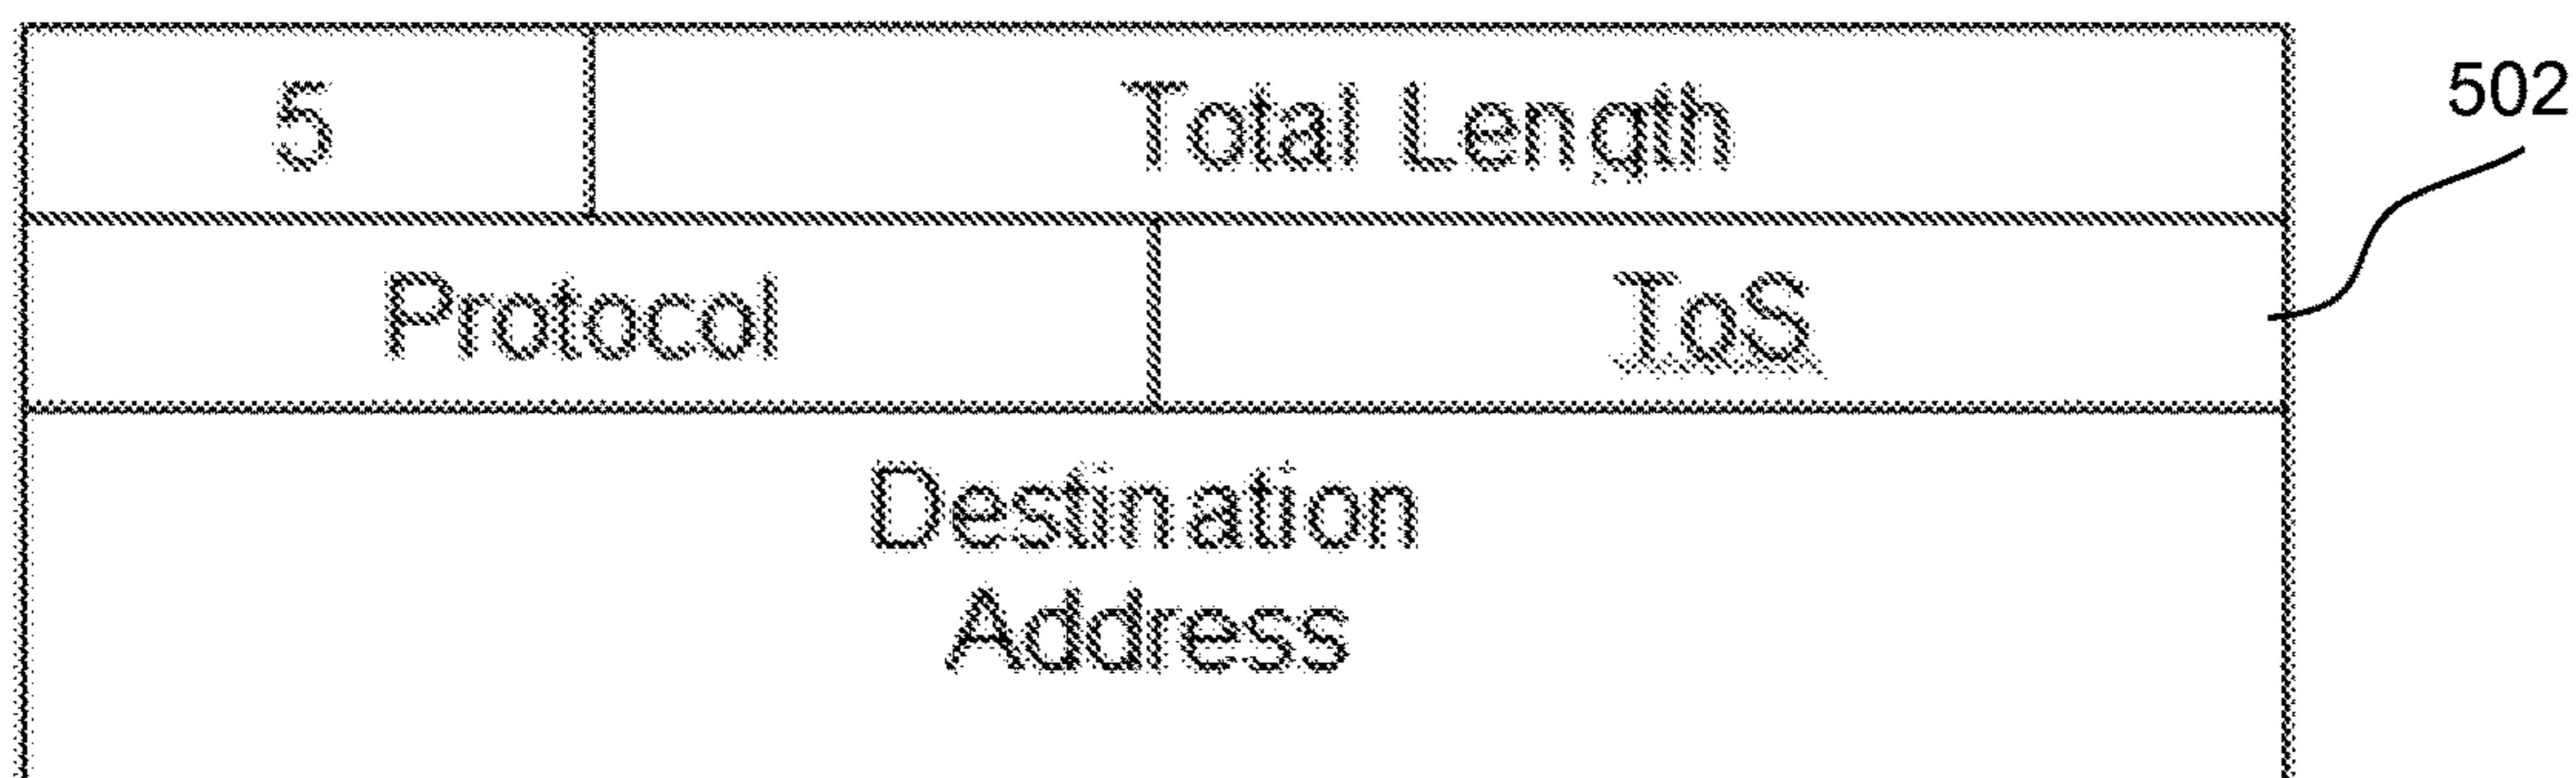 5 Total Length
502
Protocol ToS
Destination
Address